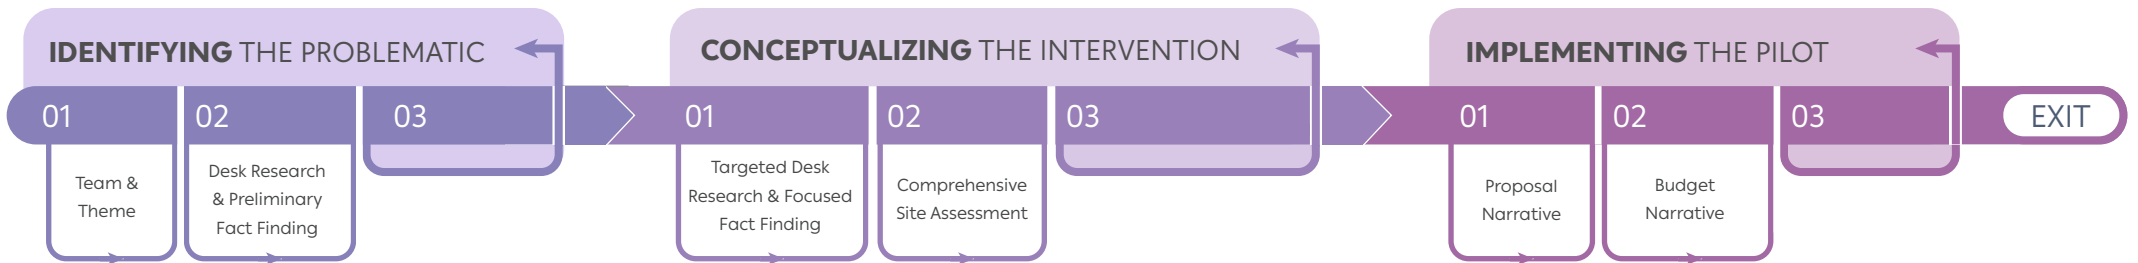 IDENTIFYING THE PROBLEMATIC
01
02
03
Team &
Theme
Desk Research
& Preliminary
Fact Finding
CONCEPTUALIZING THE INTERVENTION
01
02
03
Targeted Desk
Research & Focused
Fact Finding
Comprehensive
Site Assessment
IMPLEMENTING THE PILOT
01
02
03
Proposal
Narrative
Budget
Narrative
EXIT